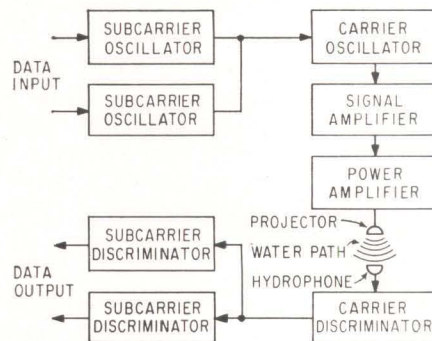 SUBCARRIER
OSCILLATOR
CARRIER
OSCILLATOR
DATA
INPUT
SUBCARRIER
OSCILLATOR
SIGNAL
AMPLIFIER
POWER
AMPLIFIER
PROJECTOR
SUBCARRIER
DISCRIMINATOR
WATER PATH
HYDROPHONE
DATA
OUTPUT
SUBCARRIER
DISCRIMINATOR
CARRIER
DISCRIMINATOR